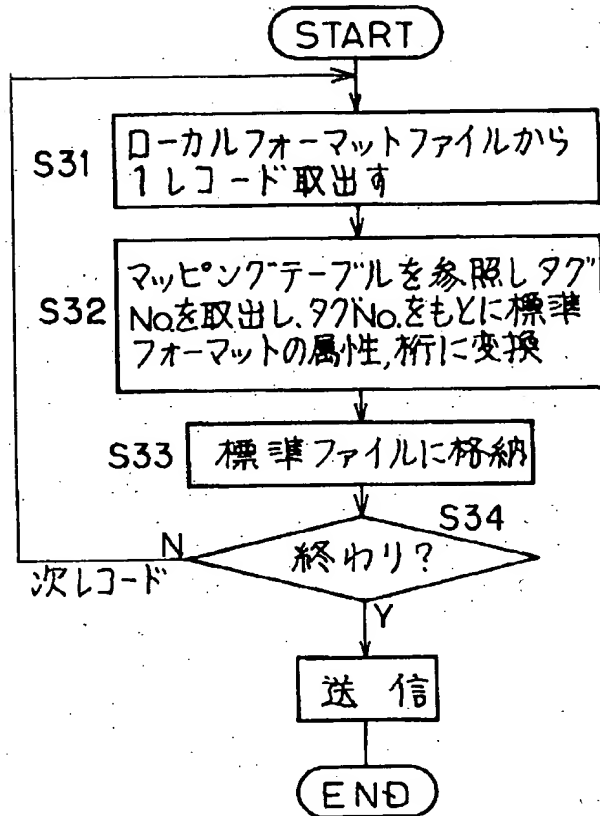 START
S31
ローカルフォーマットファイルから
1レコード取出す
S32
マッピングテーブルを参照しタグ
No.を取出し、タグNo.をもとに標準
フォーマットの属性,桁に変換
S33
標準ファイルに格納
S34
終わり?
N
次レコード
Y
送信
END